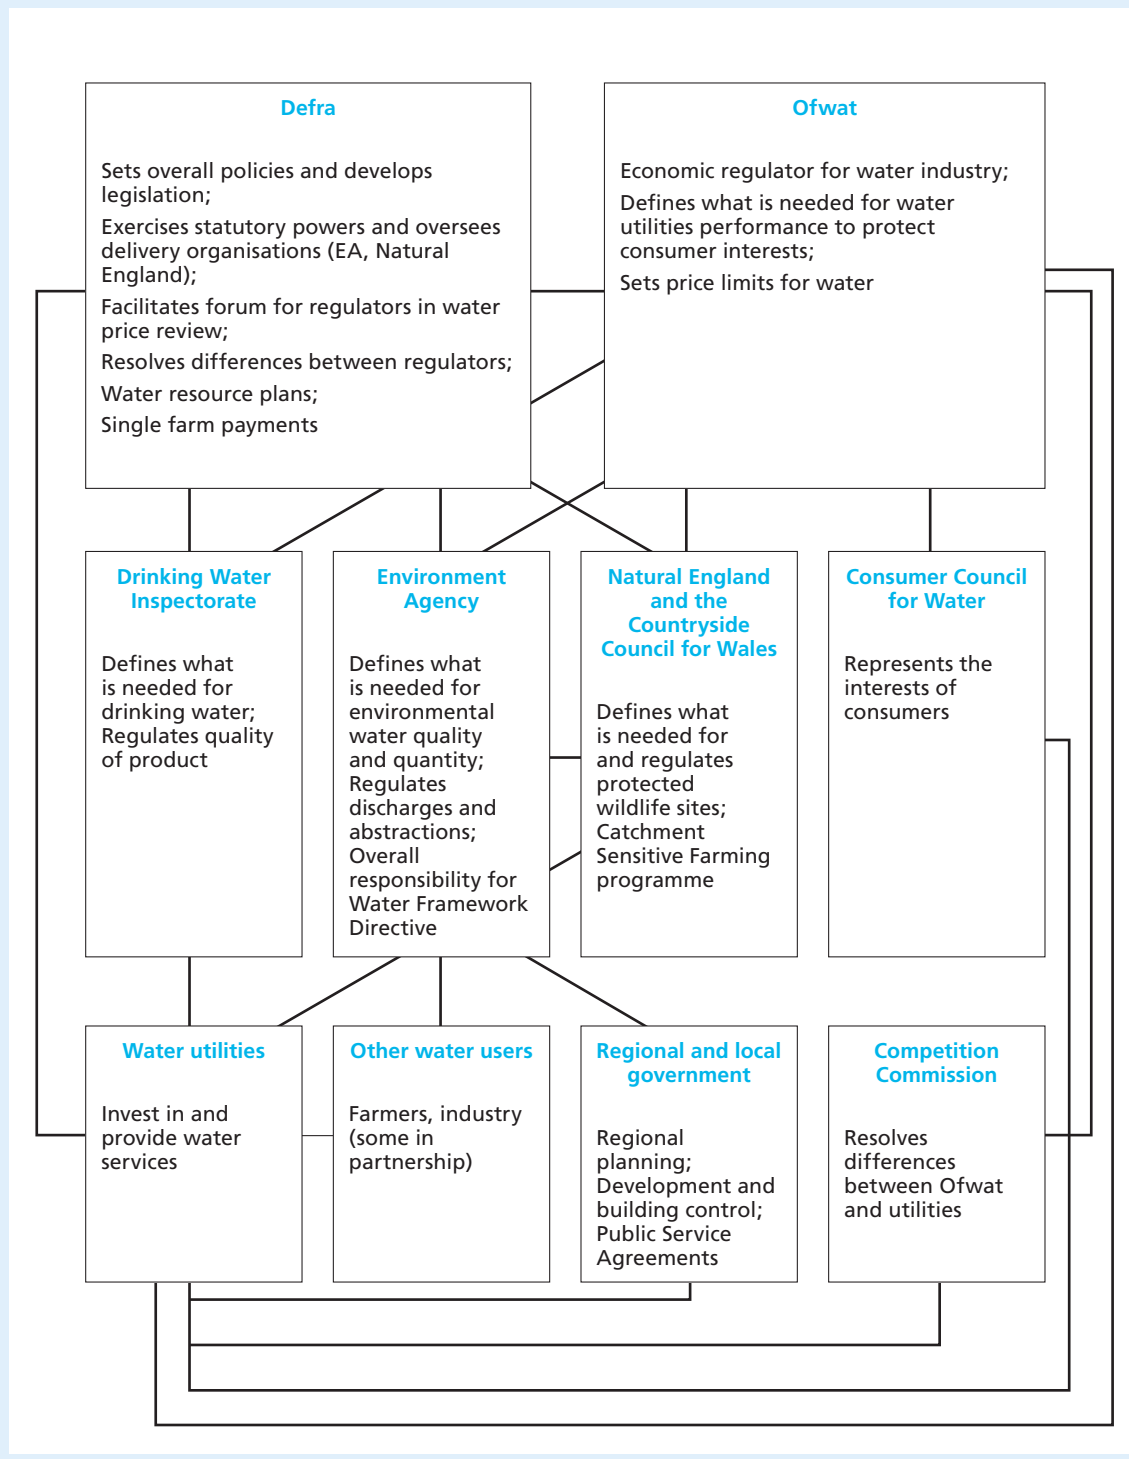 Defra
Sets overall policies and develops
legislation;
Exercises statutory powers and oversees
delivery organisations (EA, Natural
England);
Facilitates forum for regulators in water
price review;
Resolves differences between regulators;
Water resource plans;
Single farm payments
Ofwat
Economic regulator for water industry;
Defines what is needed for water
utilities performance to protect
consumer interests;
Sets price limits for water
Drinking Water
Inspectorate
Defines what
is needed for
drinking water;
Regulates quality
of product
Environment
Agency
Defines what
is needed for
environmental
water quality
and quantity;
Regulates
discharges and
abstractions;
Overall
responsibility for
Water Framework
Directive
Natural England
and the
Countryside
Council for Wales
Defines what
is needed for
and regulates
protected
wildlife sites;
Catchment
Sensitive Farming
programme
Consumer Council
for Water
Represents the
interests of
consumers
Water utilities
Invest in and
provide water
services
Other water users
Farmers, industry
(some in
partnership)
Regional and local
government
Regional
planning;
Development and
building control;
Public Service
Agreements
Competition
Commission
Resolves
differences
between Ofwat
and utilities